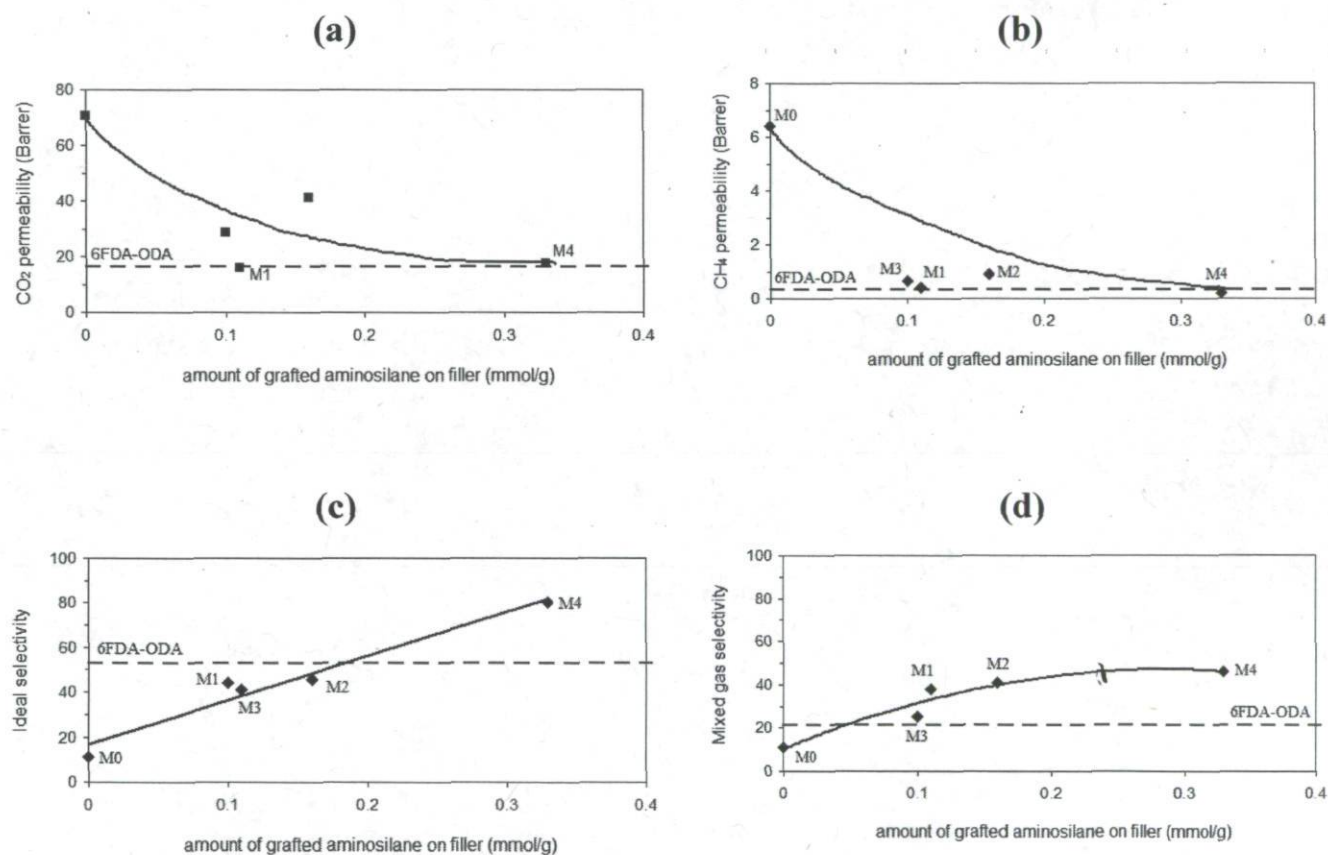 (a)
CO₂ permeability (Barrer)
80
60
40
20
0
6FDA-ODA
M1
M4
0
0.1
0.2
0.3
0.4
amount of grafted aminosilane on filler (mmol/g)
(b)
CH₄ permeability (Barrer)
8
6
4
2
0
M0
6FDA-ODA
M3
M1
M2
M4
0
0.1
0.2
0.3
0.4
amount of grafted aminosilane on filler (mmol/g)
(c)
Ideal selectivity
100
80
60
40
20
0
6FDA-ODA
M0
M1
M3
M2
M4
0
0.1
0.2
0.3
0.4
amount of grafted aminosilane on filler (mmol/g)
(d)
Mixed gas selectivity
100
80
60
40
20
0
M0
M1
M3
M2
M4
6FDA-ODA
0
0.1
0.2
0.3
0.4
amount of grafted aminosilane on filler (mmol/g)